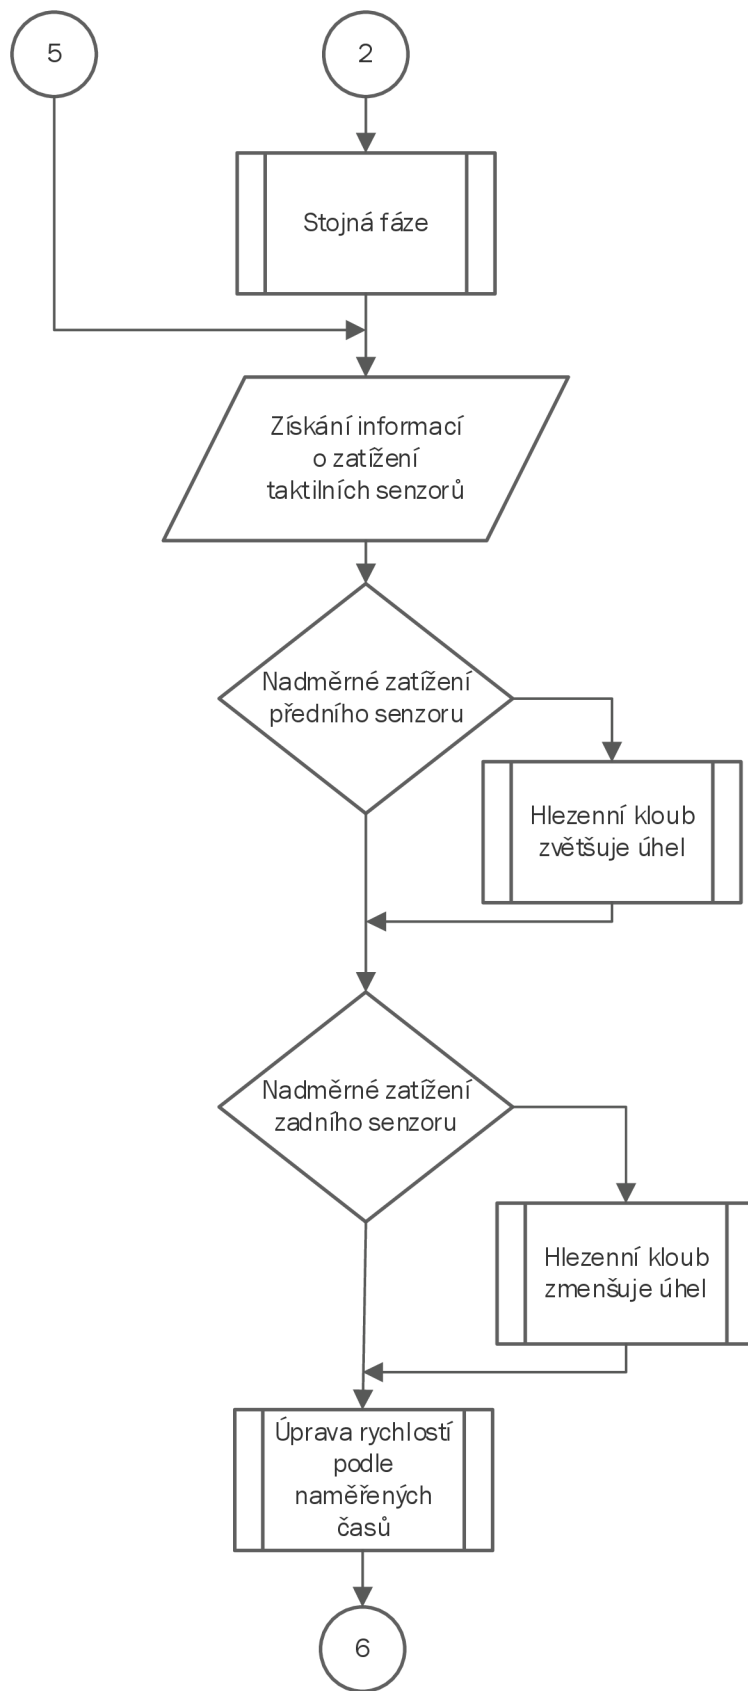 5
2
Stojná fáze
Získání informací
o zatížení
taktilních senzorů
Nadměrné zatížení
předního senzoru
Hlezenní kloub
zvětšuje úhel
Nadměrné zatížení
zadního senzoru
Hlezenní kloub
zmenšuje úhel
Úprava rychlostí
podle
naměřených
časů
6